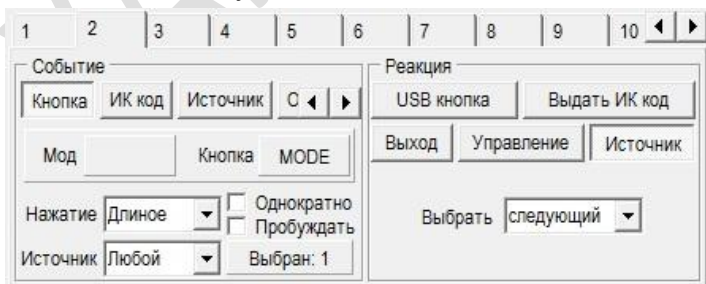 1 2 3 4 5 6 7 8 9 10
Событие
Кнопка ИК код Источник
Мод Кнопка MODE
Нажатие Длиное Однократно
Пробуждать
Источник Любой Выбран: 1
Реакция
USB кнопка Выдать ИК код
Выход Управление Источник
Выбрать следующий